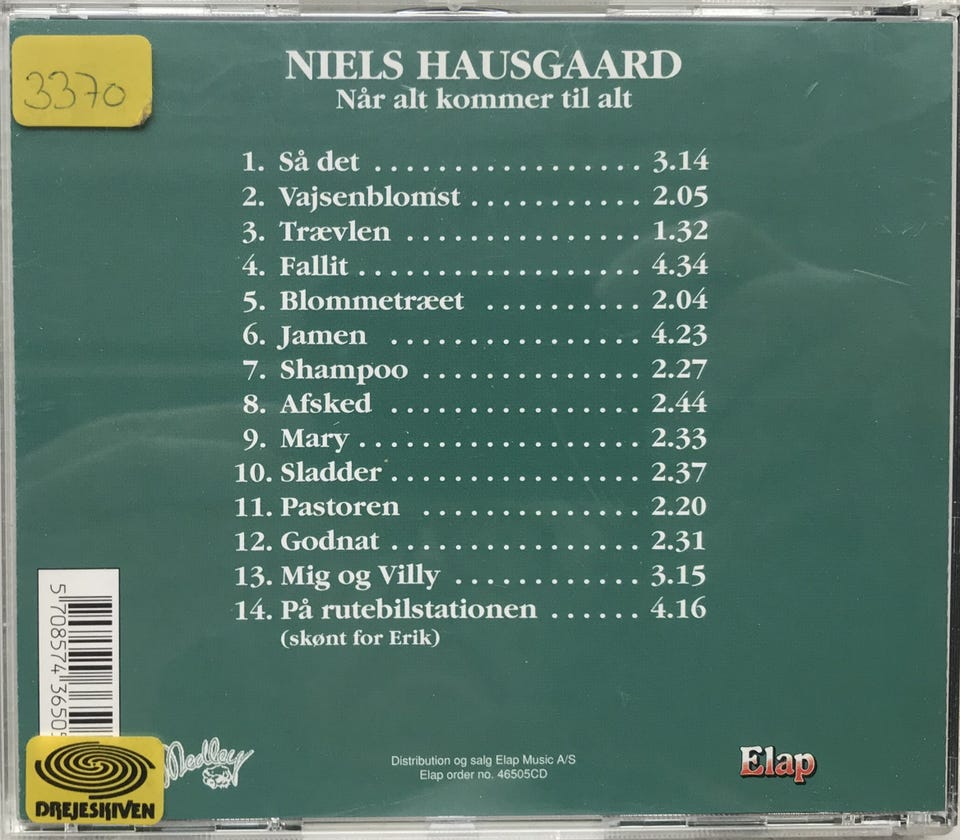 3370
NIELS HAUSGAARD
Når alt kommer til alt
1. Så det ................. 3.14
2. Vajsenblomst ........... 2.05
3. Trævlen ............... 1.32
4. Fallit .................. 4.34
5. Blommetræet .......... 2.04
6. Jamen ................ 4.23
7. Shampoo .............. 2.27
8. Afsked ................ 2.44
9. Mary .................. 2.33
10. Sladder ................ 2.37
11. Pastoren .............. 2.20
12. Godnat ................ 2.31
13. Mig og Villy ............ 3.15
14. På rutebilstationen ...... 4.16
(skønt for Erik)
5 708574 3650
Medley
Distribution og salg Elap Music A/S
Elap order no. 46505CD
Elap
DREJESKIVEN